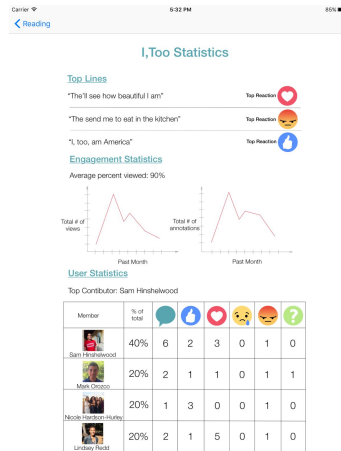 Carrier 5:32 PM 85%
Reading
I,Too Statistics
Top Lines
“The’ll see how beautiful I am” Top Reaction
“The send me to eat in the kitchen” Top Reaction
“I, too, am America” Top Reaction
Engagement Statistics
Average percent viewed: 90%
Total # of views
Total # of annotations
Past Month Past Month
User Statistics
Top Contibutor: Sam Hinshelwood
Member % of total ?
Sam Hinshelwood 40% 6 2 3 0 1 0
Mark Orozco 20% 2 1 1 0 1 1
Nicole Hardson-Hurley 20% 1 3 0 0 1 0
Lindsey Redd 20% 2 1 5 0 1 0